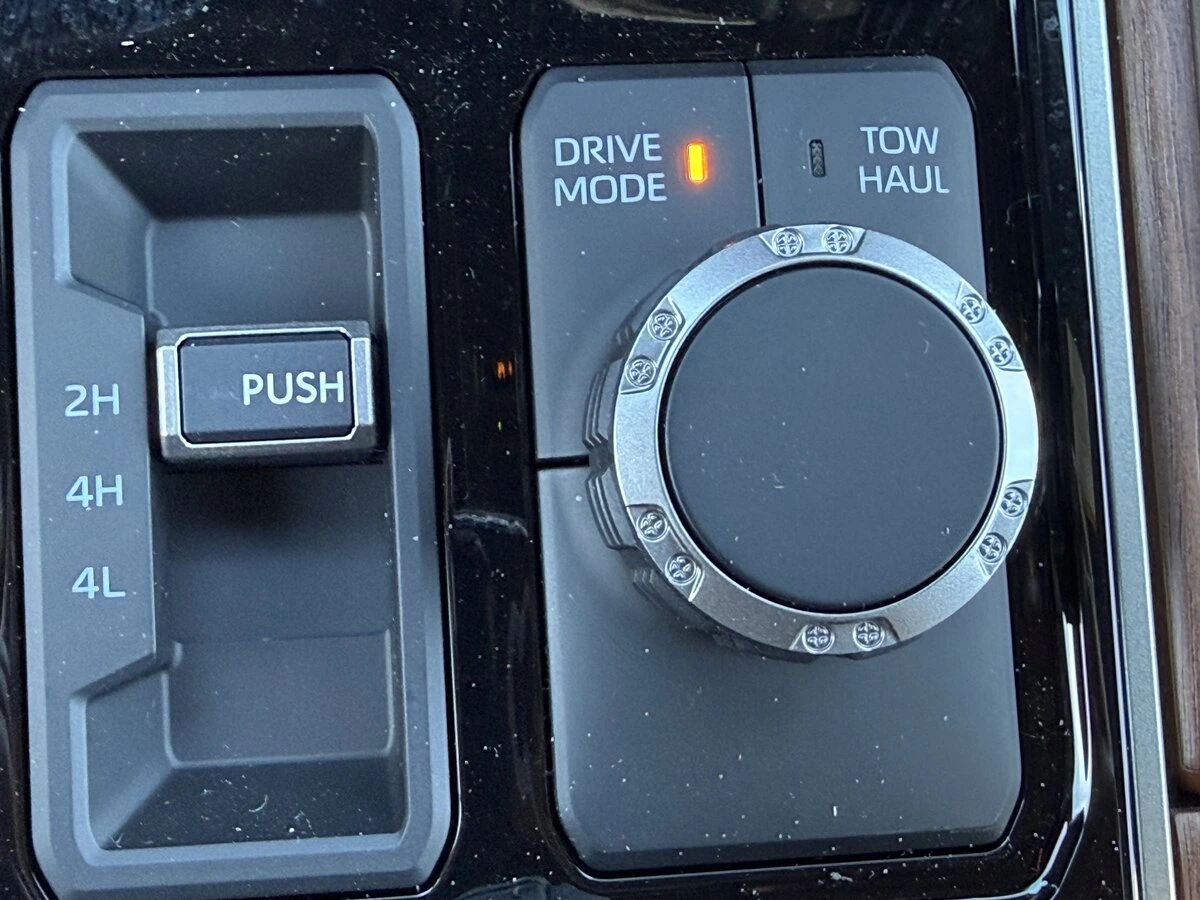 DRIVE
MODE
TOW
HAUL
PUSH
2H
4H
4L